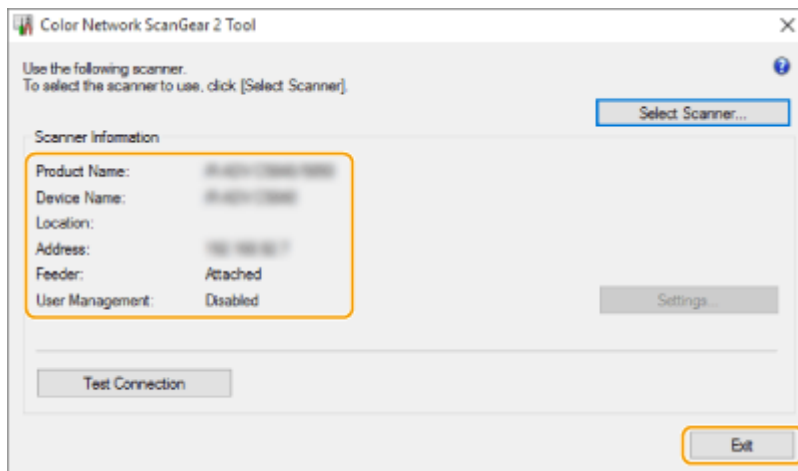 Color Network ScanGear 2 Tool
Use the following scanner.
To select the scanner to use, click [Select Scanner].
Select Scanner...
Scanner Information
Product Name:
Device Name:
Location:
Address:
Feeder: Attached
User Management: Disabled
Settings...
Test Connection
Exit